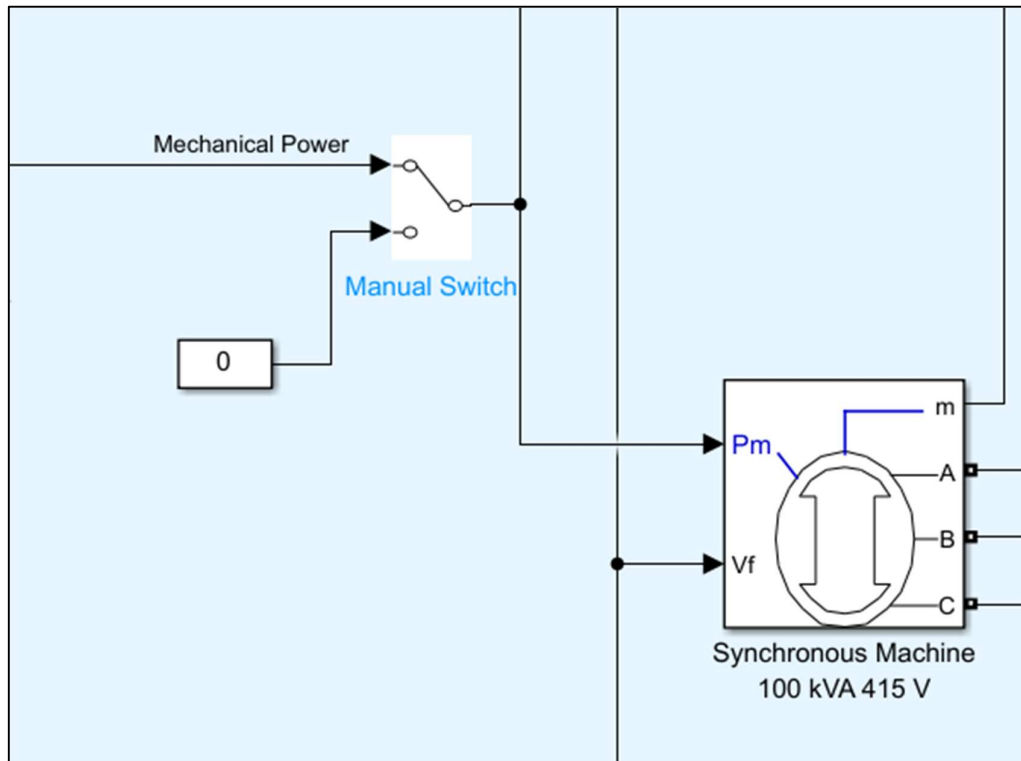 Mechanical Power
Manual Switch
0
m
Pm
A
B
Vf
C
Synchronous Machine
100 kVA 415 V